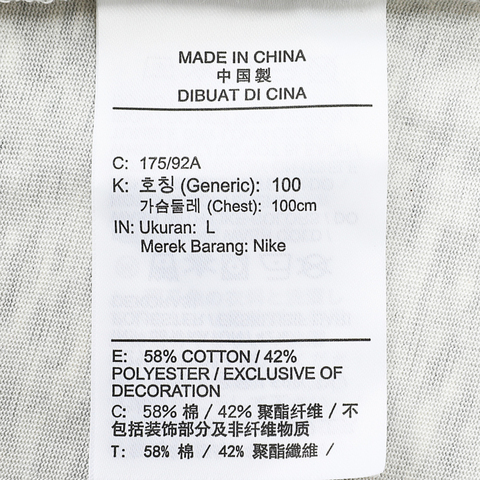 MADE IN CHINA
中国製
DIBUAT DI CINA
C: 175/92A
K: 호칭 (Generic): 100
가슴둘레 (Chest): 100cm
IN: Ukuran: L
Merek Barang: Nike
E: 58% COTTON / 42%
POLYESTER / EXCLUSIVE OF
DECORATION
C: 58% 棉 / 42% 聚酯纤维 / 不
包括装饰部分及非纤维物质
T: 58% 棉 / 42% 聚酯纖維 /